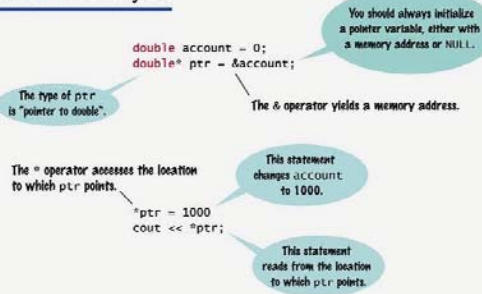 You should always initialize
a pointer variable, either with
a memory address or NULL.
double account = 0;
double* ptr = &account;
The type of ptr
is "pointer to double".
The & operator yields a memory address.
The * operator accesses the location
to which ptr points.
This statement
changes account
to 1000.
*ptr = 1000
cout << *ptr;
This statement
reads from the location
to which ptr points.